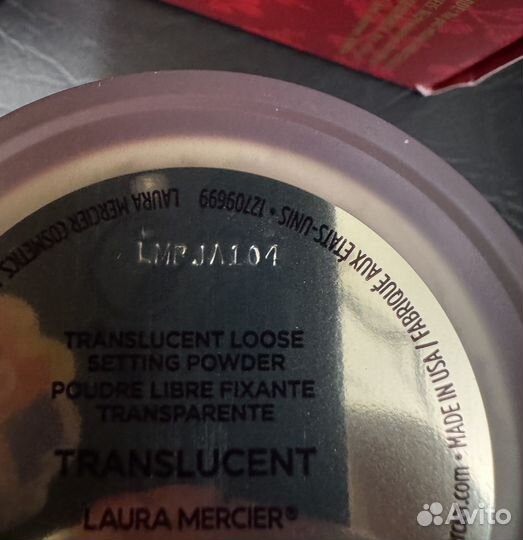 LMPJA104
TRANSLUCENT LOOSE
SETTING POWDER
POUDRE LIBRE FIXANTE
TRANSPARENTE
TRANSLUCENT
LAURA MERCIER®
LAURA MERCIER COSMETICS
12709699 •
MADE IN USA / FABRIQUÉ AUX ÉTATS-UNIS
Avito